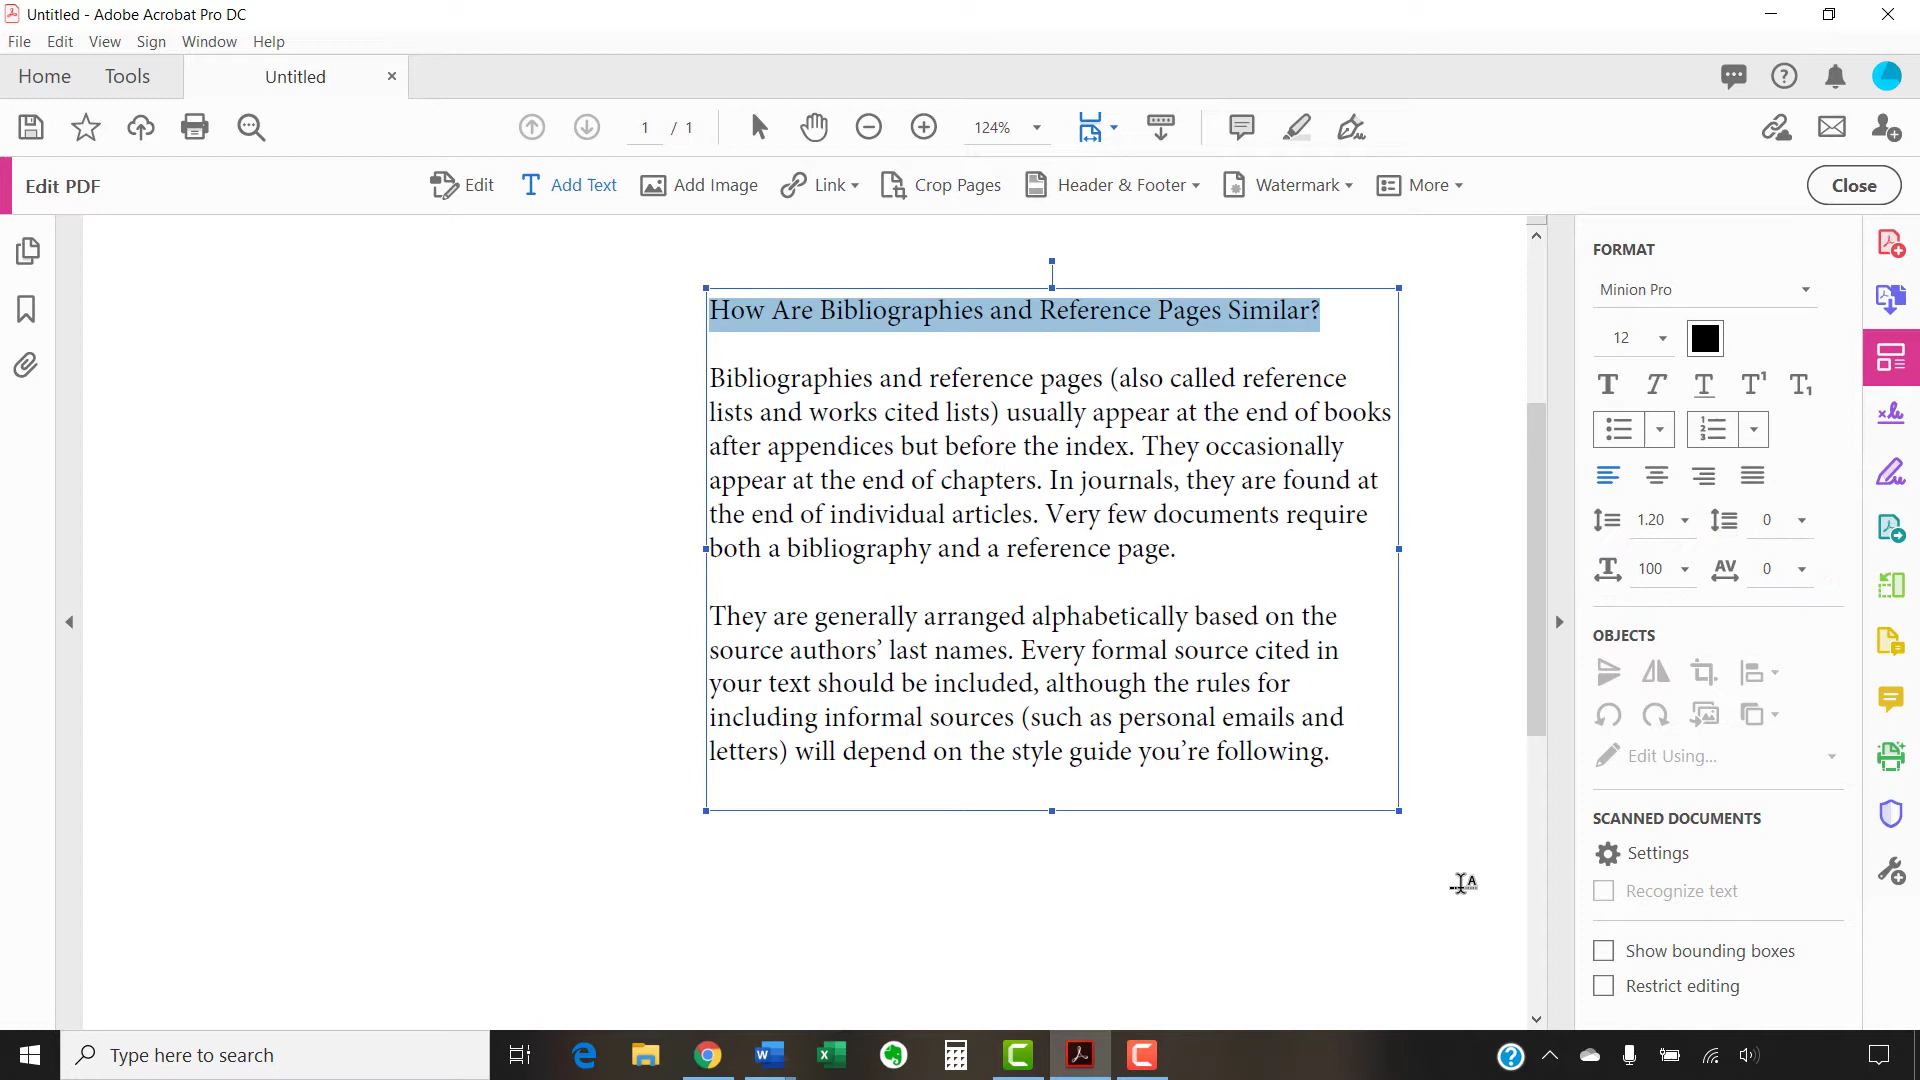 Untitled - Adobe Acrobat Pro DC
File Edit View Sign Window Help
Home Tools Untitled
1 / 1 124%
Edit PDF Edit Add Text Add Image Link Crop Pages Header & Footer Watermark More Close
How Are Bibliographies and Reference Pages Similar?
Bibliographies and reference pages (also called reference
lists and works cited lists) usually appear at the end of books
after appendices but before the index. They occasionally
appear at the end of chapters. In journals, they are found at
the end of individual articles. Very few documents require
both a bibliography and a reference page.
They are generally arranged alphabetically based on the
source authors’ last names. Every formal source cited in
your text should be included, although the rules for
including informal sources (such as personal emails and
letters) will depend on the style guide you’re following.
FORMAT
Minion Pro
12
1.20 0
100 0
OBJECTS
Edit Using...
SCANNED DOCUMENTS
Settings
Recognize text
Show bounding boxes
Restrict editing
Type here to search